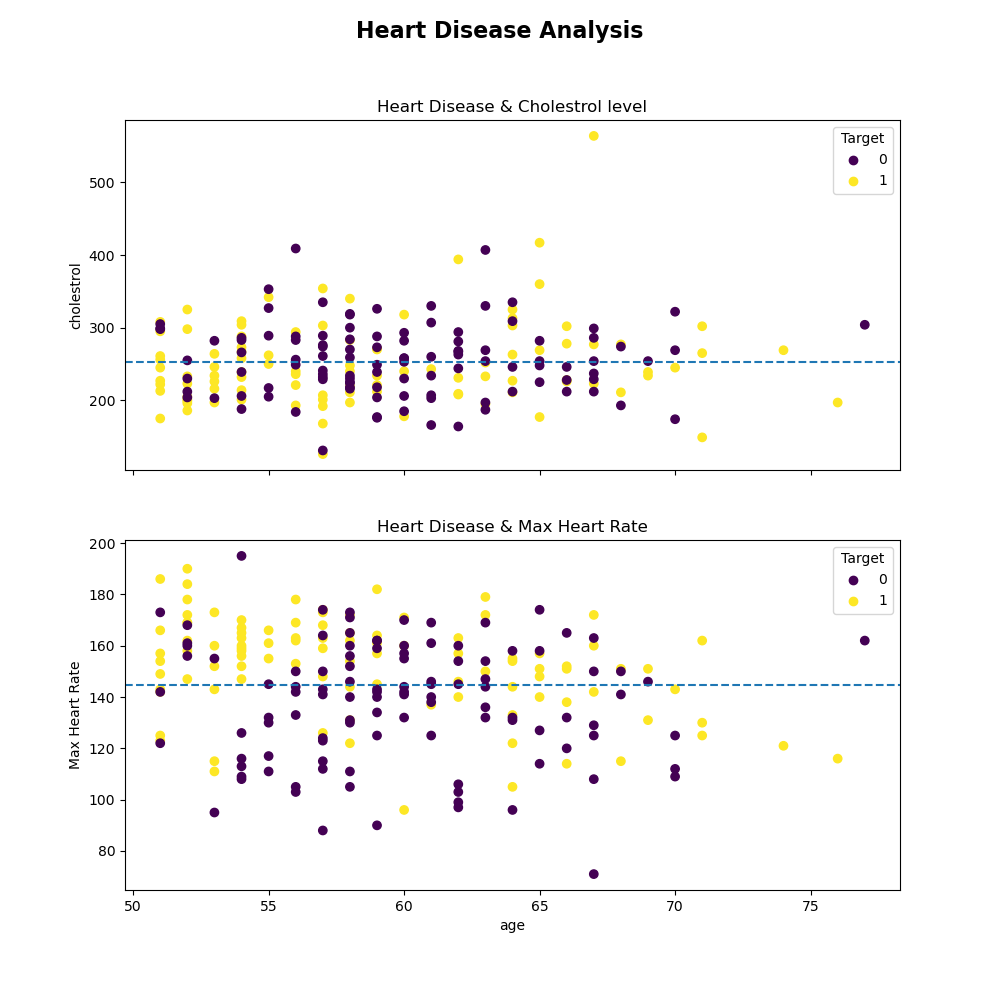 Heart Disease Analysis
Heart Disease & Cholestrol level
cholestrol
500
400
300
200
Target
0
1
Heart Disease & Max Heart Rate
Max Heart Rate
200
180
160
140
120
100
80
Target
0
1
50 55 60 65 70 75
age